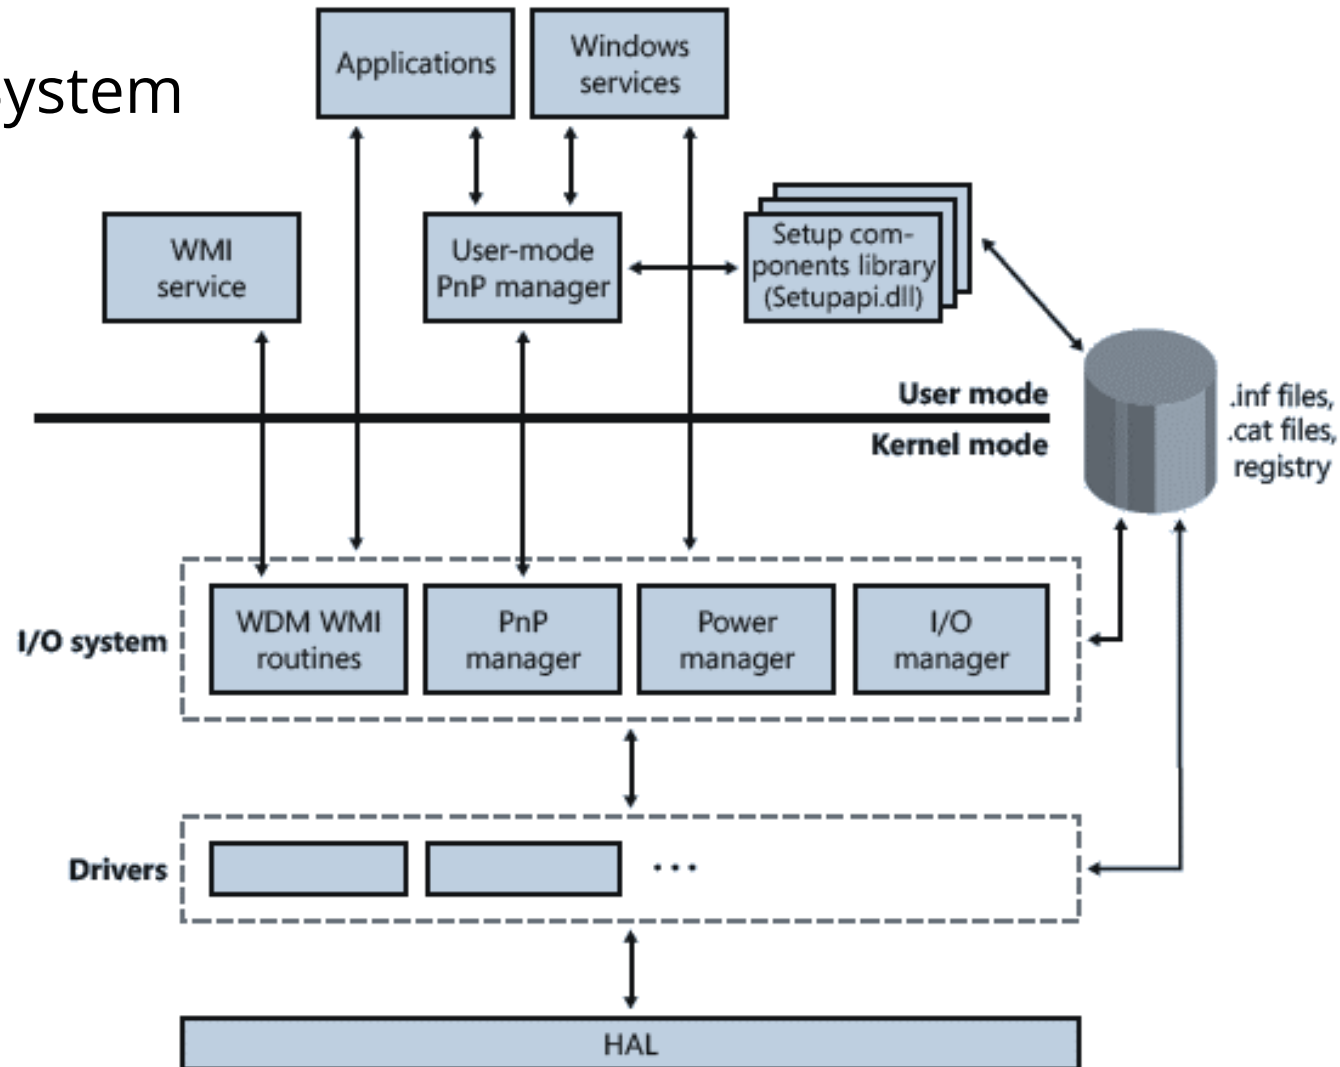 ystem
Applications
Windows
services
WMI
service
User-mode
PnP manager
Setup com-
ponents library
(Setupapi.dll)
User mode
Kernel mode
.inf files,
.cat files,
registry
I/O system
WDM WMI
routines
PnP
manager
Power
manager
I/O
manager
Drivers
...
HAL